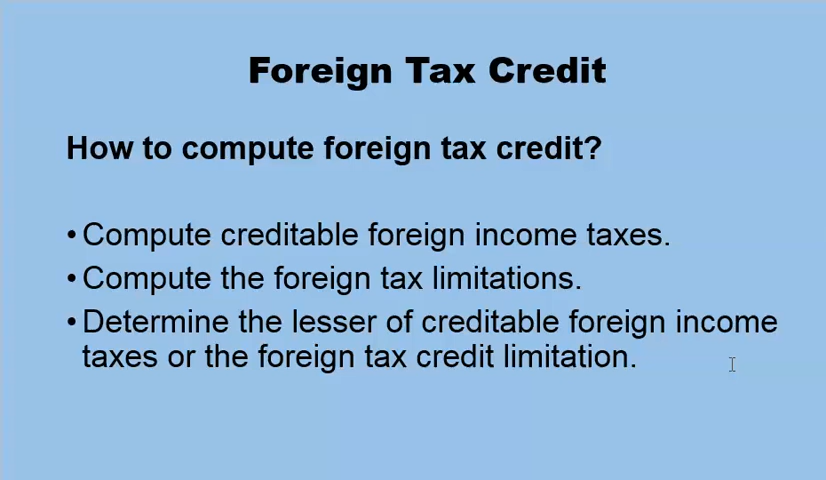 Foreign Tax Credit
How to compute foreign tax credit?
• Compute creditable foreign income taxes.
• Compute the foreign tax limitations.
• Determine the lesser of creditable foreign income
taxes or the foreign tax credit limitation.